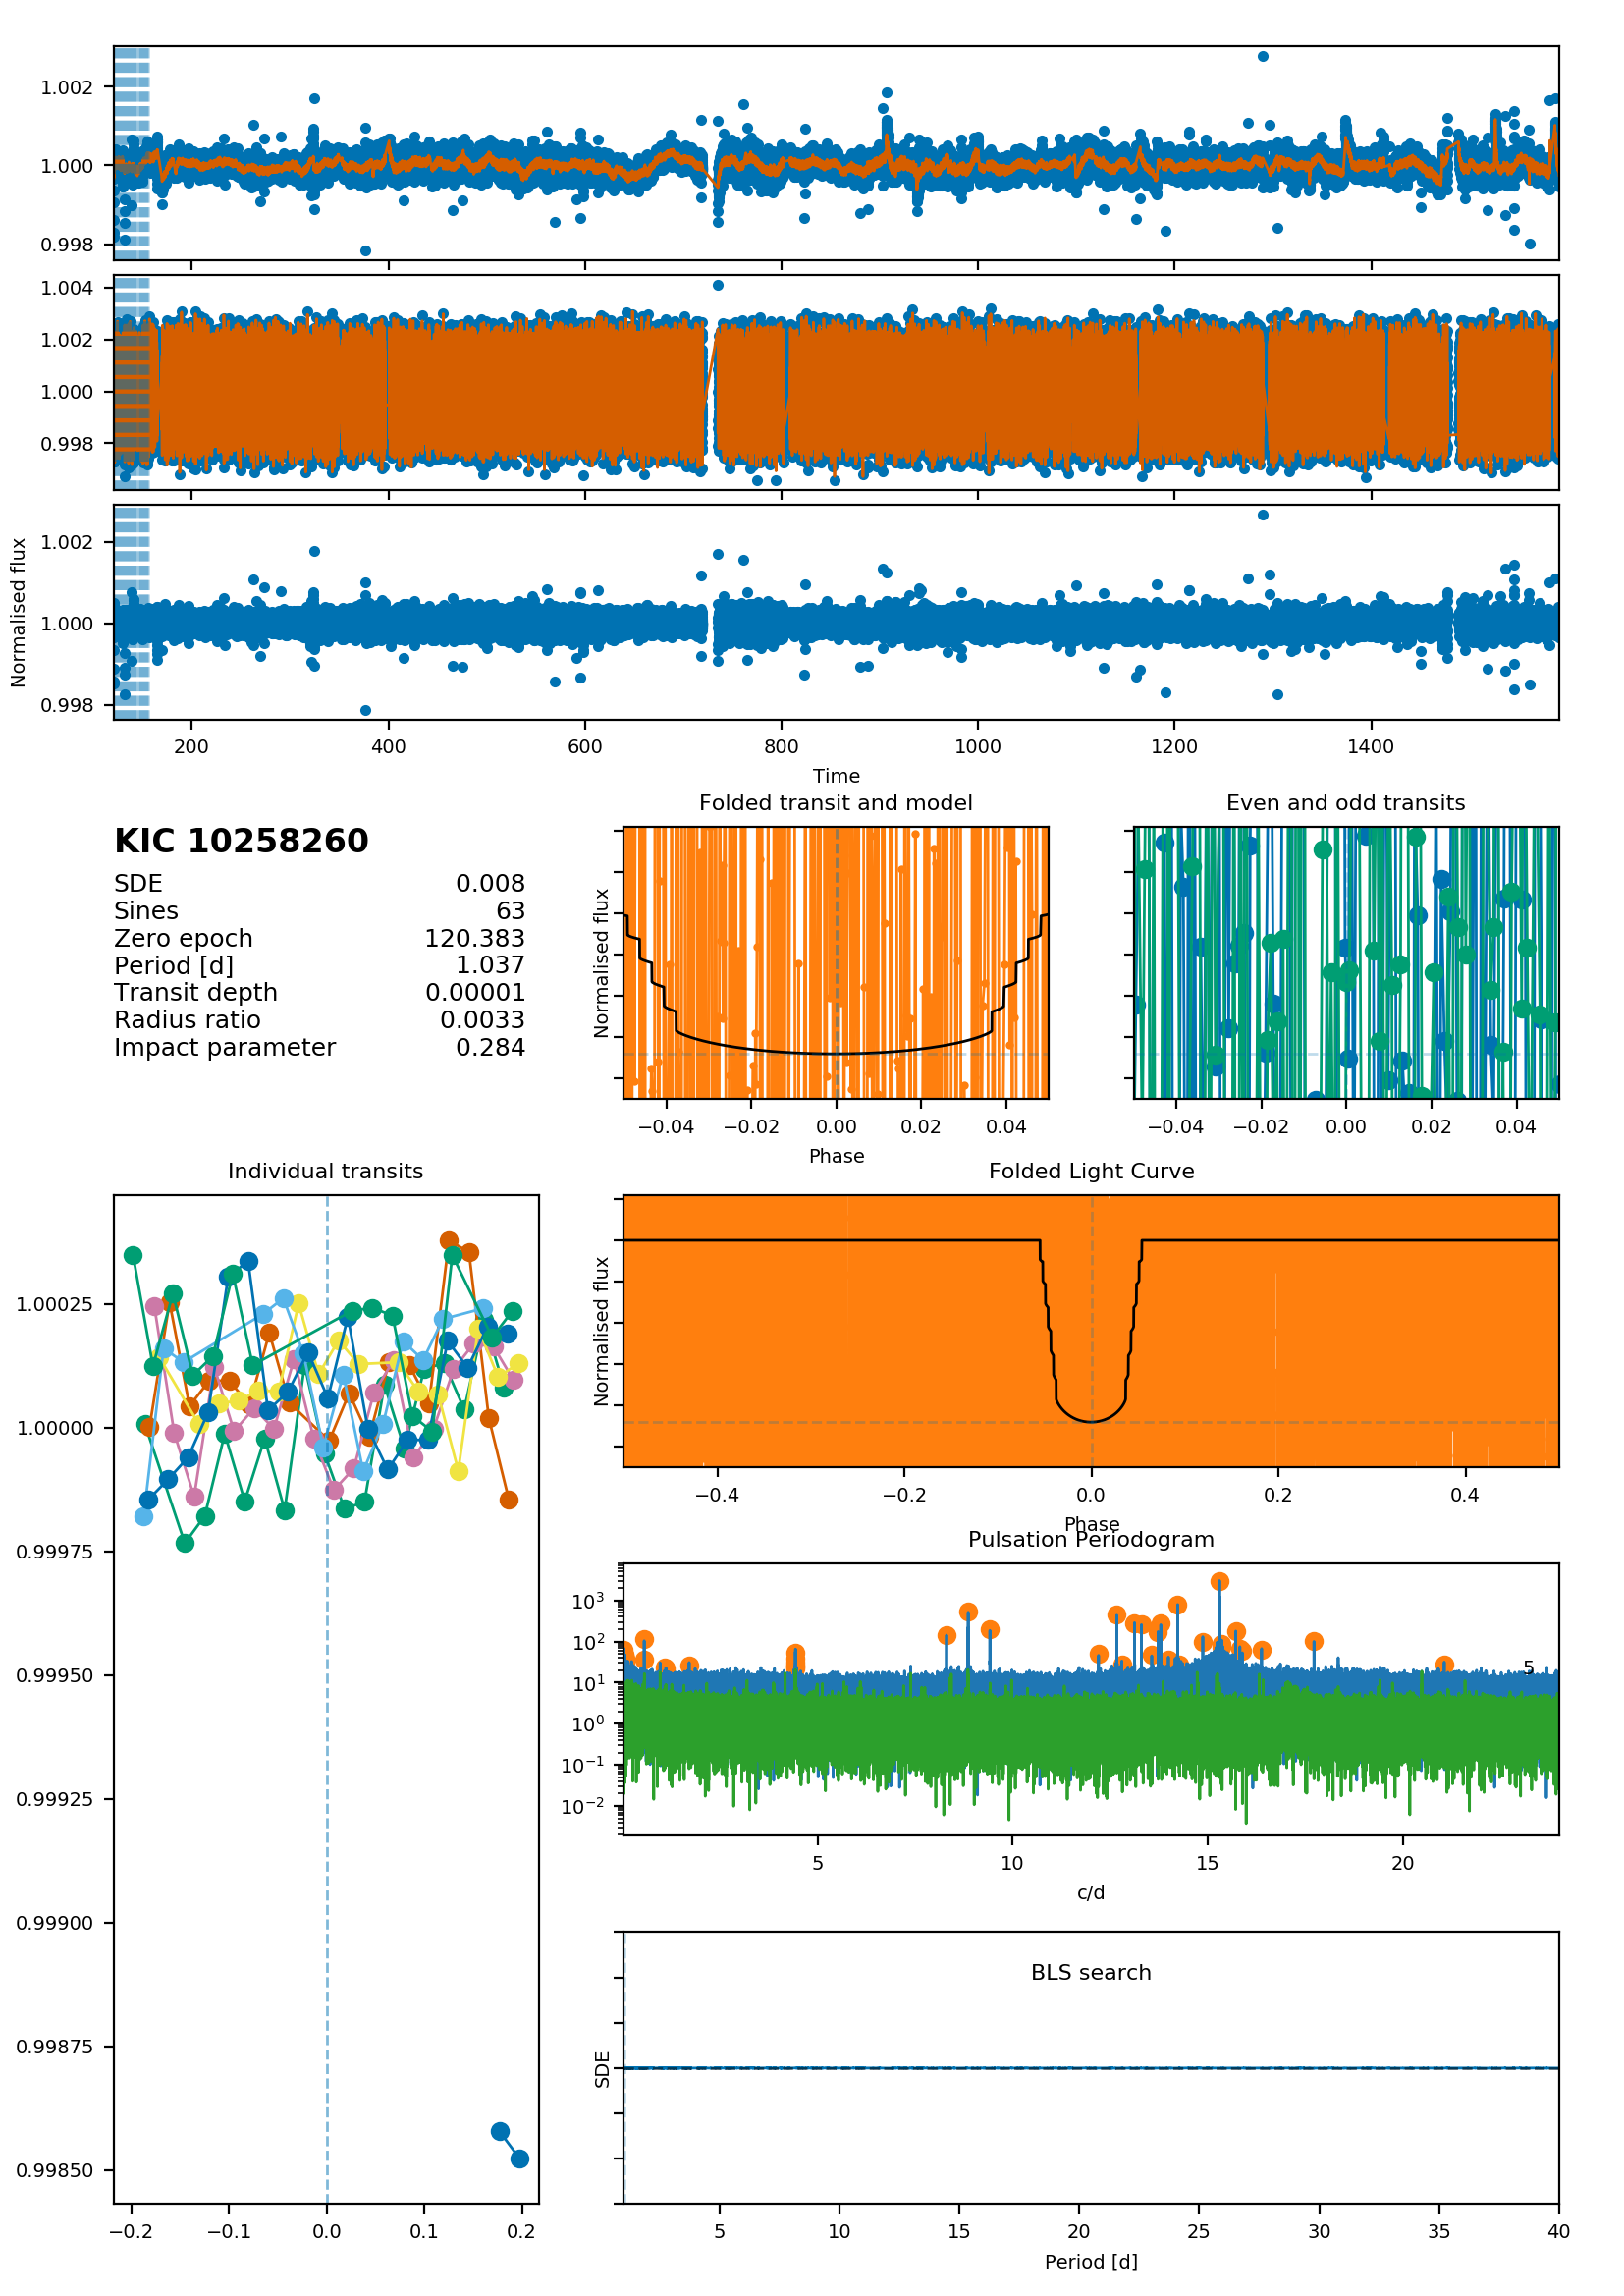 1.002
1.000
0.998
1.004
1.002
1.000
0.998
1.002
1.000
0.998
Normalised flux
200 400 600 800 1000 1200 1400
Time
KIC 10258260
SDE 0.008
Sines 63
Zero epoch 120.383
Period [d] 1.037
Transit depth 0.00001
Radius ratio 0.0033
Impact parameter 0.284
Folded transit and model
Normalised flux
−0.04 −0.02 0.00 0.02 0.04
Phase
Even and odd transits
−0.04 −0.02 0.00 0.02 0.04
Individual transits
1.00025
1.00000
0.99975
0.99950
0.99925
0.99900
0.99875
0.99850
−0.2 −0.1 0.0 0.1 0.2
Folded Light Curve
Normalised flux
−0.4 −0.2 0.0 0.2 0.4
Phase
Pulsation Periodogram
10³
10²
10¹
10⁰
10⁻¹
10⁻²
5
5 10 15 20
c/d
BLS search
SDE
5 10 15 20 25 30 35 40
Period [d]